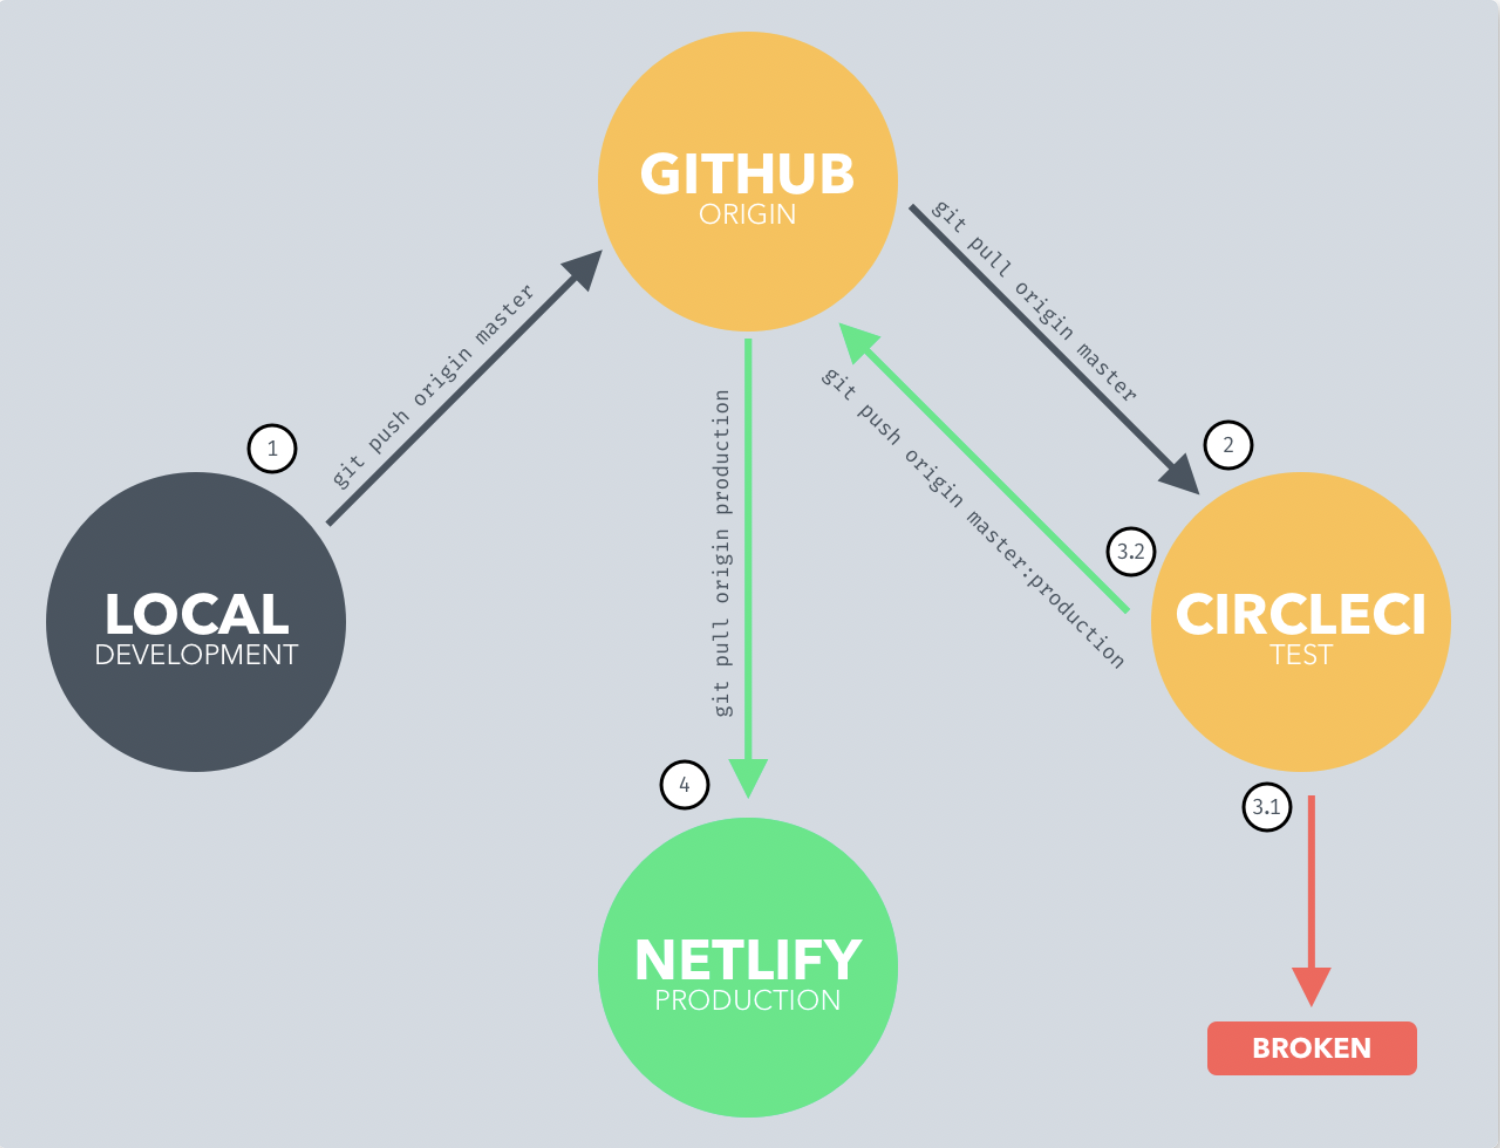 GITHUB
ORIGIN
git push origin master
git pull origin master
1
2
git pull origin production
git push origin master:production
3.2
LOCAL
DEVELOPMENT
CIRCLECI
TEST
4
3.1
NETLIFY
PRODUCTION
BROKEN